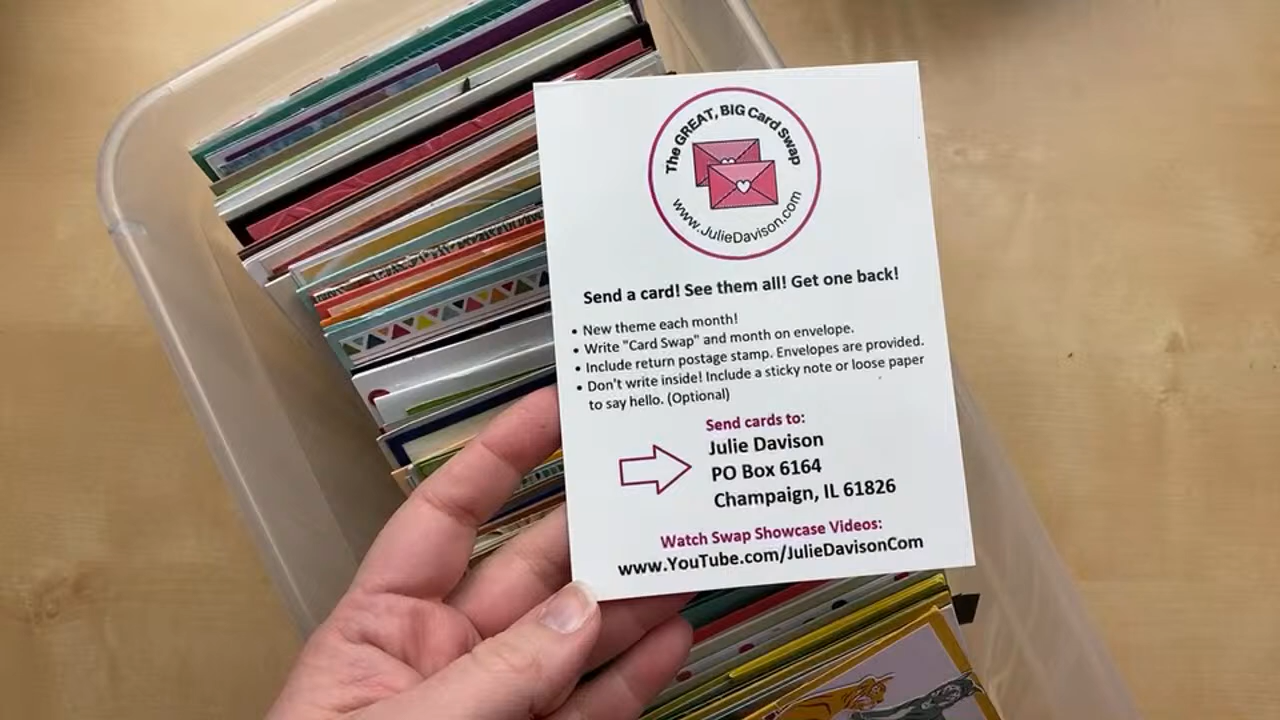 The GREAT, BIG Card Swap
www.JulieDavison.com
Send a card! See them all! Get one back!
• New theme each month!
• Write "Card Swap" and month on envelope.
• Include return postage stamp. Envelopes are provided.
• Don't write inside! Include a sticky note or loose paper
to say hello. (Optional)
Send cards to:
Julie Davison
PO Box 6164
Champaign, IL 61826
Watch Swap Showcase Videos:
www.YouTube.com/JulieDavisonCom